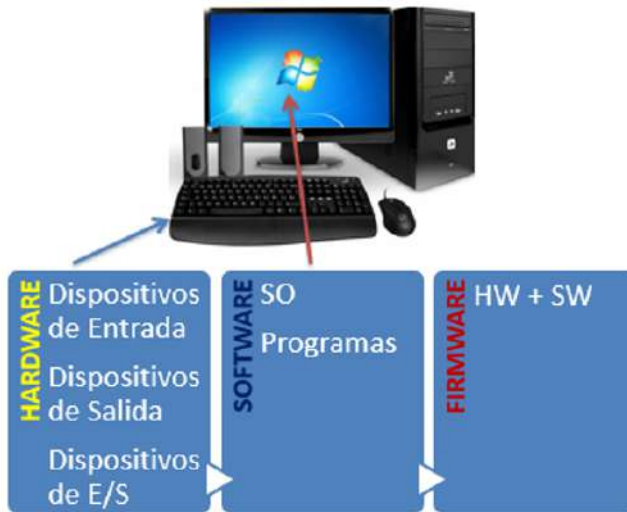 HARDWARE
Dispositivos
de Entrada
Dispositivos
de Salida
Dispositivos
de E/S
SOFTWARE
SO
Programas
FIRMWARE
HW + SW